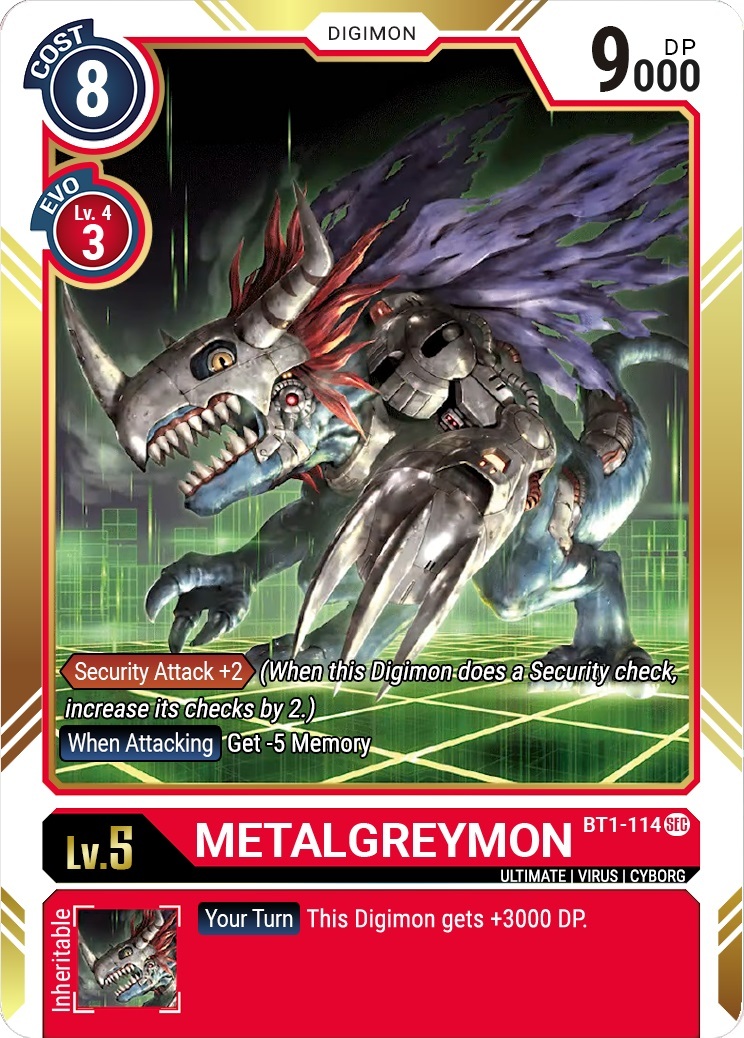 DIGIMON
COST
8
DP
9000
EVO
Lv. 4
3
Security Attack +2 (When this Digimon does a Security check,
increase its checks by 2.)
When Attacking Get -5 Memory
Lv.5
METALGREYMON
BT1-114 SEC
ULTIMATE | VIRUS | CYBORG
Inheritable
Your Turn This Digimon gets +3000 DP.